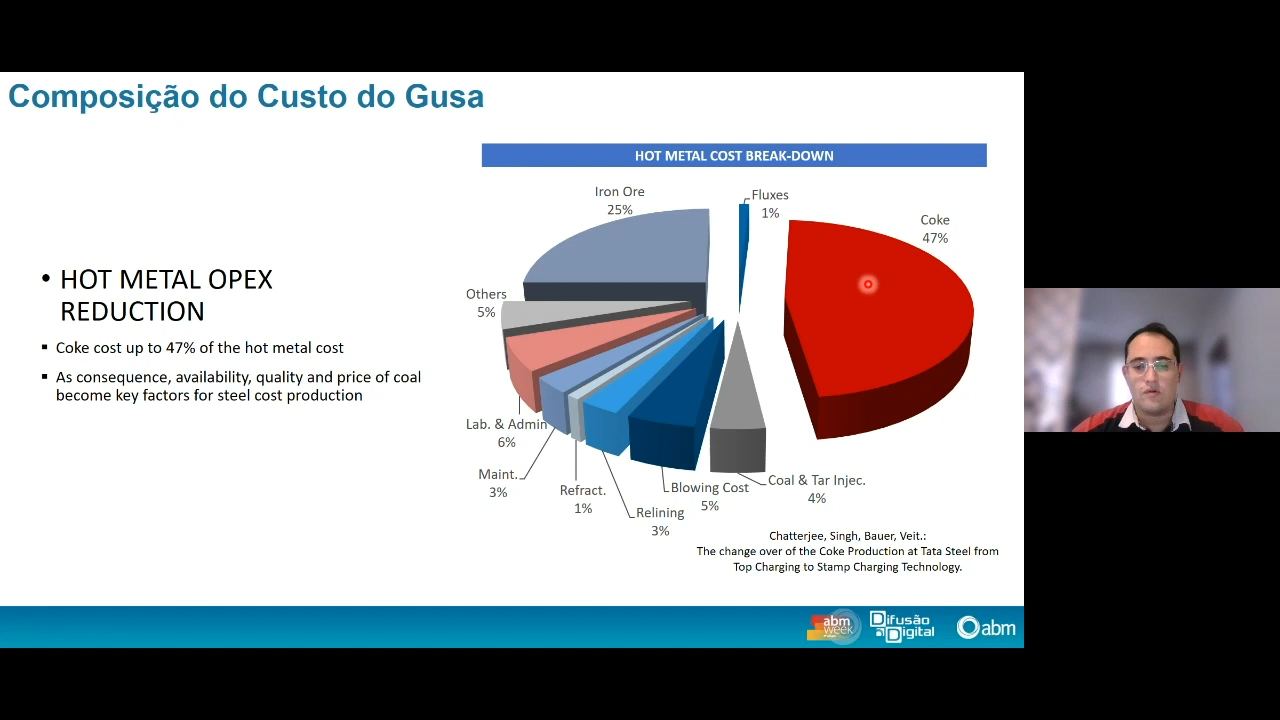 Composição do Custo do Gusa
HOT METAL COST BREAK-DOWN
• HOT METAL OPEX
REDUCTION
▪ Coke cost up to 47% of the hot metal cost
▪ As consequence, availability, quality and price of coal
become key factors for steel cost production
Iron Ore
25%
Fluxes
1%
Coke
47%
Others
5%
Lab. & Admin
6%
Maint.
3%
Refract.
1%
Relining
3%
Blowing Cost
5%
Coal & Tar Injec.
4%
Chatterjee, Singh, Bauer, Veit.:
The change over of the Coke Production at Tata Steel from
Top Charging to Stamp Charging Technology.
abm
week
Difusão
Digital
abm